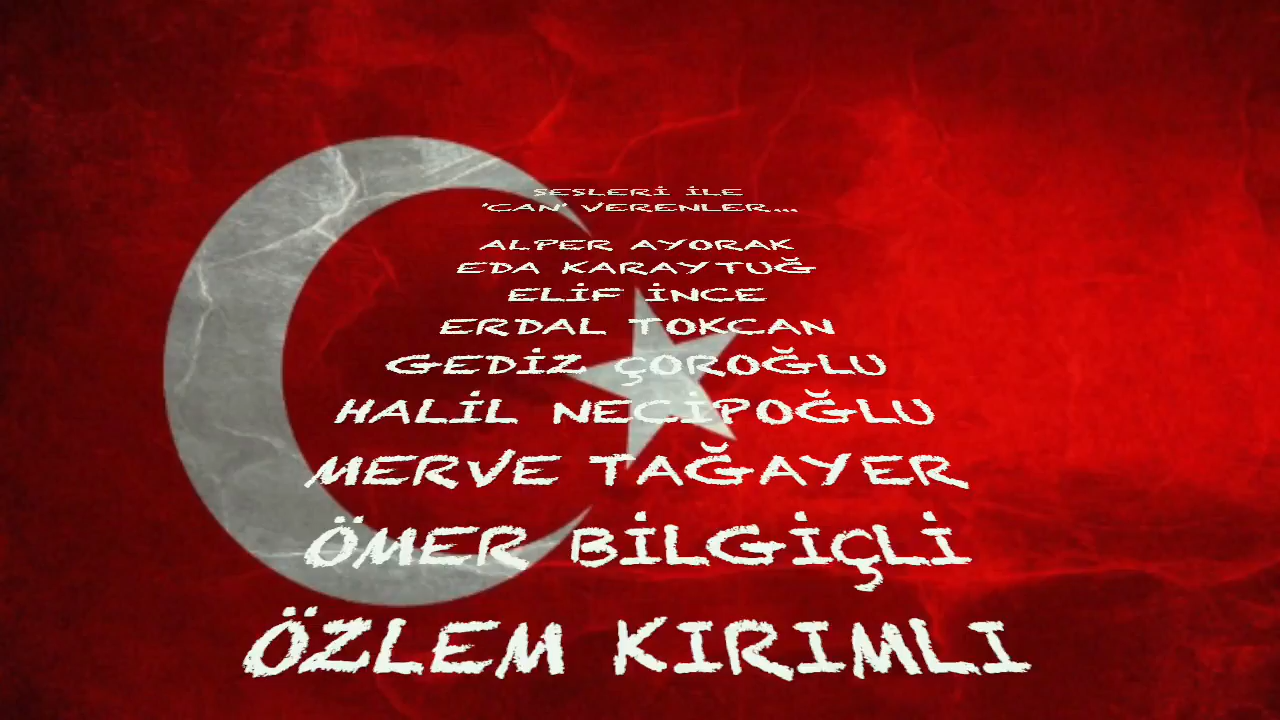 SESLERİ İLE
'CAN' VERENLER...
ALPER AYORAK
EDA KARAYTUĞ
ELİF İNCE
ERDAL TOKCAN
GEDİZ ÇOROĞLU
HALİL NECİPOĞLU
MERVE TAĞAYER
ÖMER BİLGİÇLİ
ÖZLEM KIRIMLI